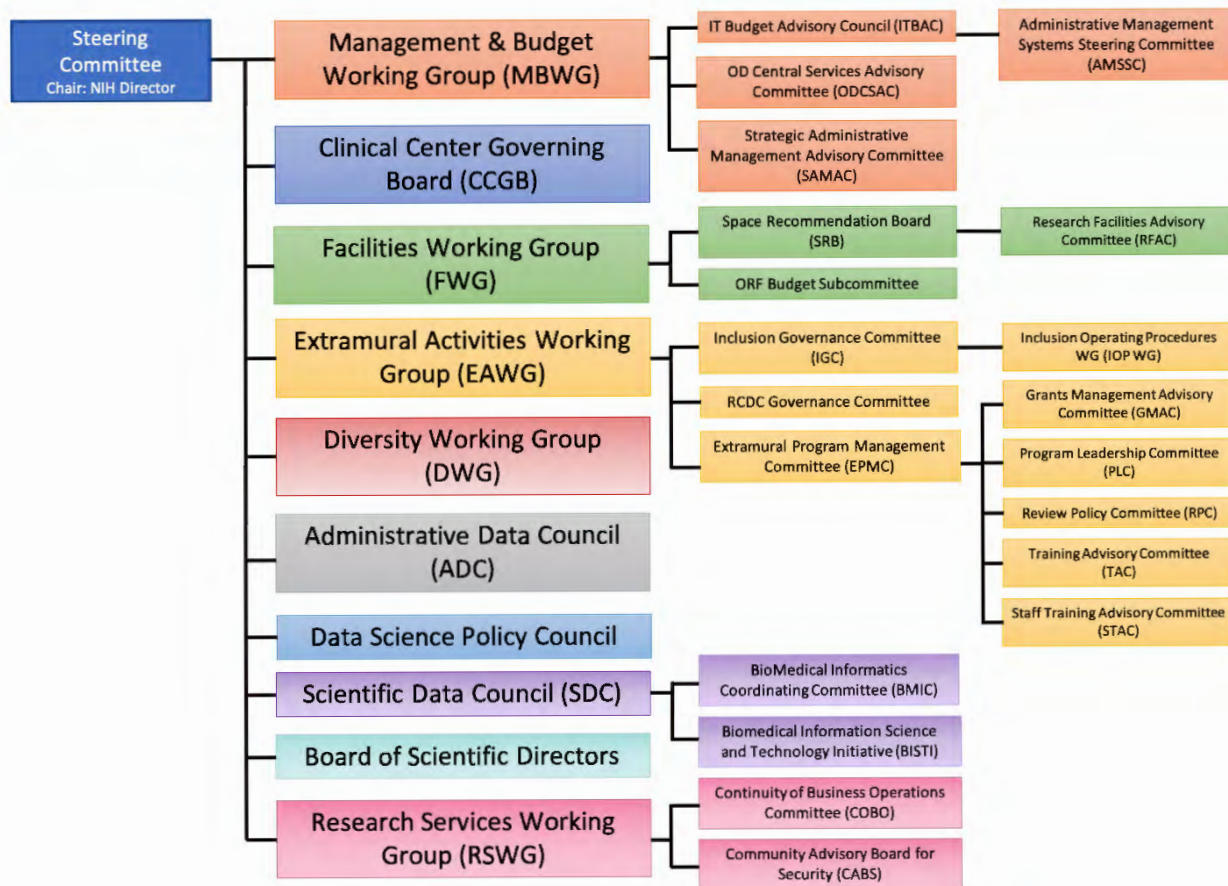 Steering
Committee
Chair: NIH Director
Management & Budget
Working Group (MBWG)
IT Budget Advisory Council (ITBAC)
Administrative Management
Systems Steering Committee
(AMSSC)
OD Central Services Advisory
Committee (ODCSAC)
Strategic Administrative
Management Advisory Committee
(SAMAC)
Clinical Center Governing
Board (CCGB)
Facilities Working Group
(FWG)
Space Recommendation Board
(SRB)
Research Facilities Advisory
Committee (RFAC)
ORF Budget Subcommittee
Extramural Activities Working
Group (EAWG)
Inclusion Governance Committee
(IGC)
Inclusion Operating Procedures
WG (IOP WG)
RCDC Governance Committee
Extramural Program Management
Committee (EPMC)
Grants Management Advisory
Committee (GMAC)
Program Leadership Committee
(PLC)
Review Policy Committee (RPC)
Training Advisory Committee
(TAC)
Staff Training Advisory Committee
(STAC)
Diversity Working Group
(DWG)
Administrative Data Council
(ADC)
Data Science Policy Council
Scientific Data Council (SDC)
BioMedical Informatics
Coordinating Committee (BMIC)
Biomedical Information Science
and Technology Initiative (BISTI)
Board of Scientific Directors
Research Services Working
Group (RSWG)
Continuity of Business Operations
Committee (COBO)
Community Advisory Board for
Security (CABS)